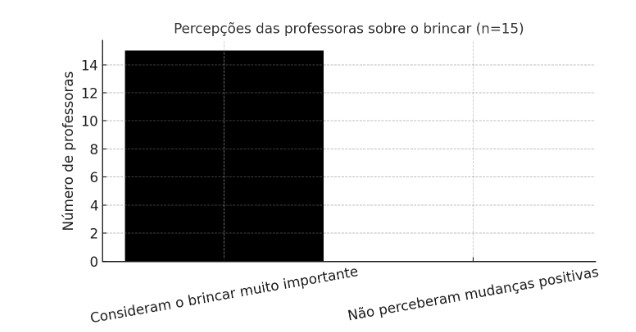 Percepções das professoras sobre o brincar (n=15)
Número de professoras
14
12
10
8
6
4
2
0
Consideram o brincar muito importante
Não perceberam mudanças positivas